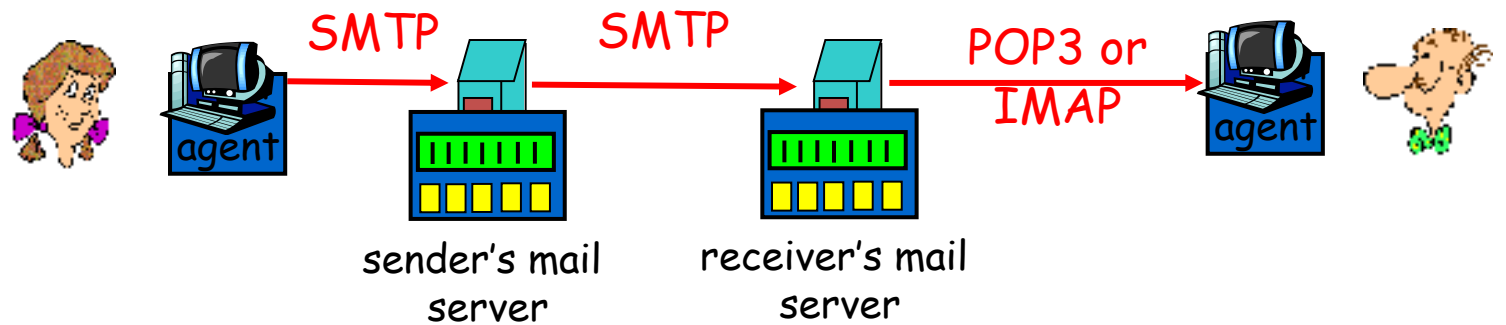 SMTP
SMTP
POP3 or
IMAP
agent
agent
sender's mail
server
receiver's mail
server